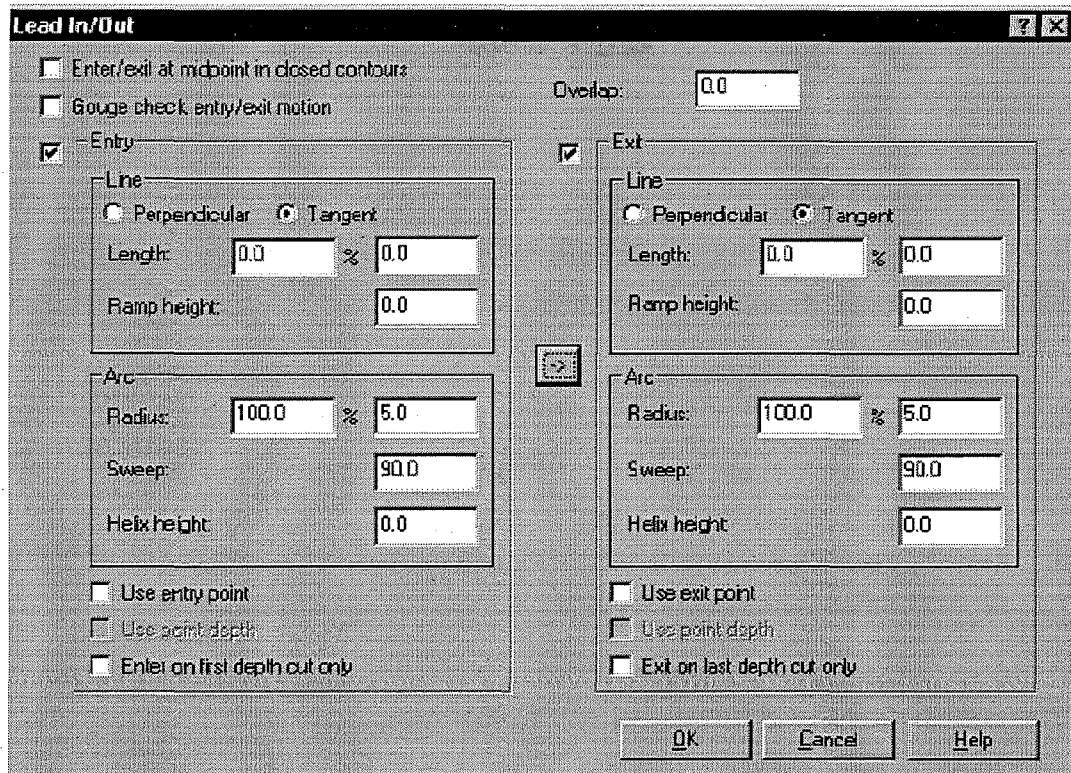 Lead In/Out
Enter/exit at midpoint in closed contours
Gouge check entry/exit motion
Overlap: 0.0
Entry
Line
Perpendicular Tangent
Length: 0.0 % 0.0
Ramp height: 0.0
Arc
Radius: 100.0 % 5.0
Sweep: 90.0
Helix height: 0.0
Use entry point
Use point depth
Enter on first depth cut only
->
Exit
Line
Perpendicular Tangent
Length: 0.0 % 0.0
Ramp height: 0.0
Arc
Radius: 100.0 % 5.0
Sweep: 90.0
Helix height: 0.0
Use exit point
Use point depth
Exit on last depth cut only
OK Cancel Help